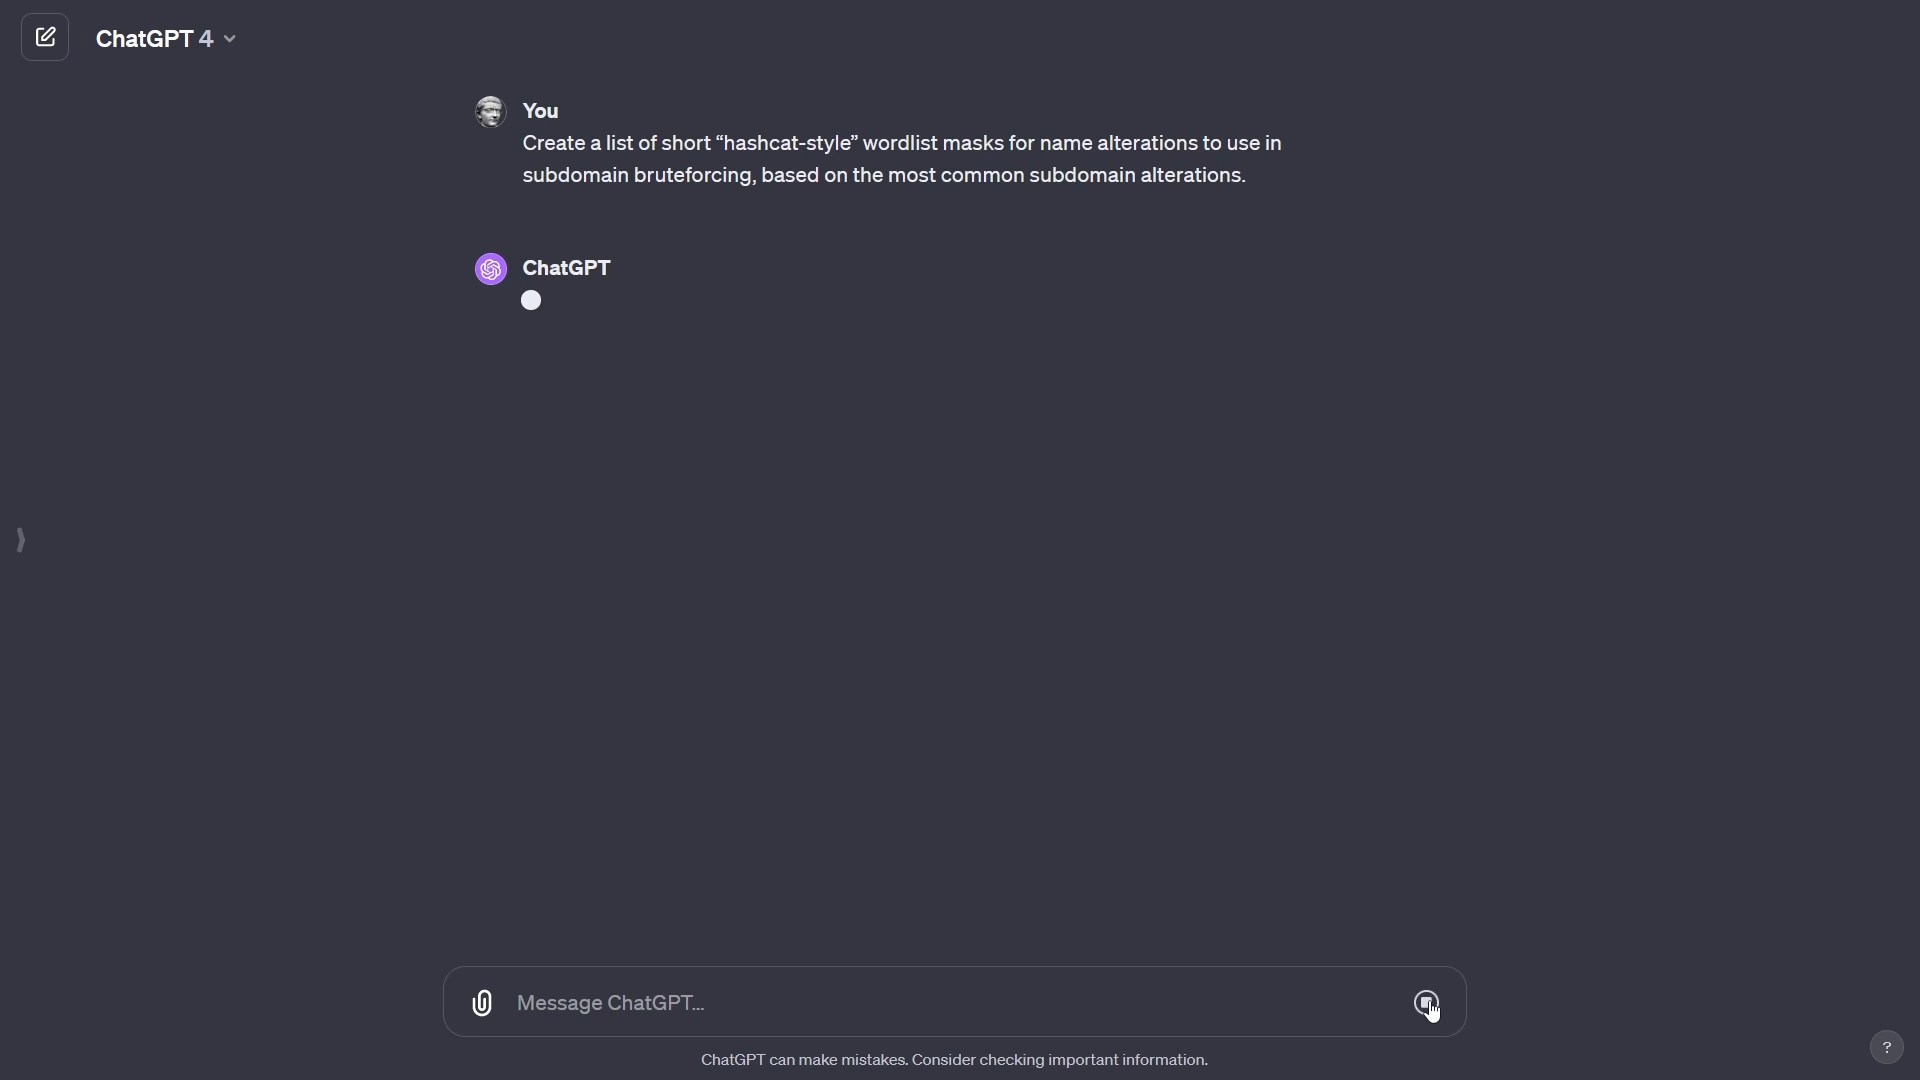 ChatGPT 4
You
Create a list of short “hashcat-style” wordlist masks for name alterations to use in
subdomain bruteforcing, based on the most common subdomain alterations.
ChatGPT
Message ChatGPT...
ChatGPT can make mistakes. Consider checking important information.
?